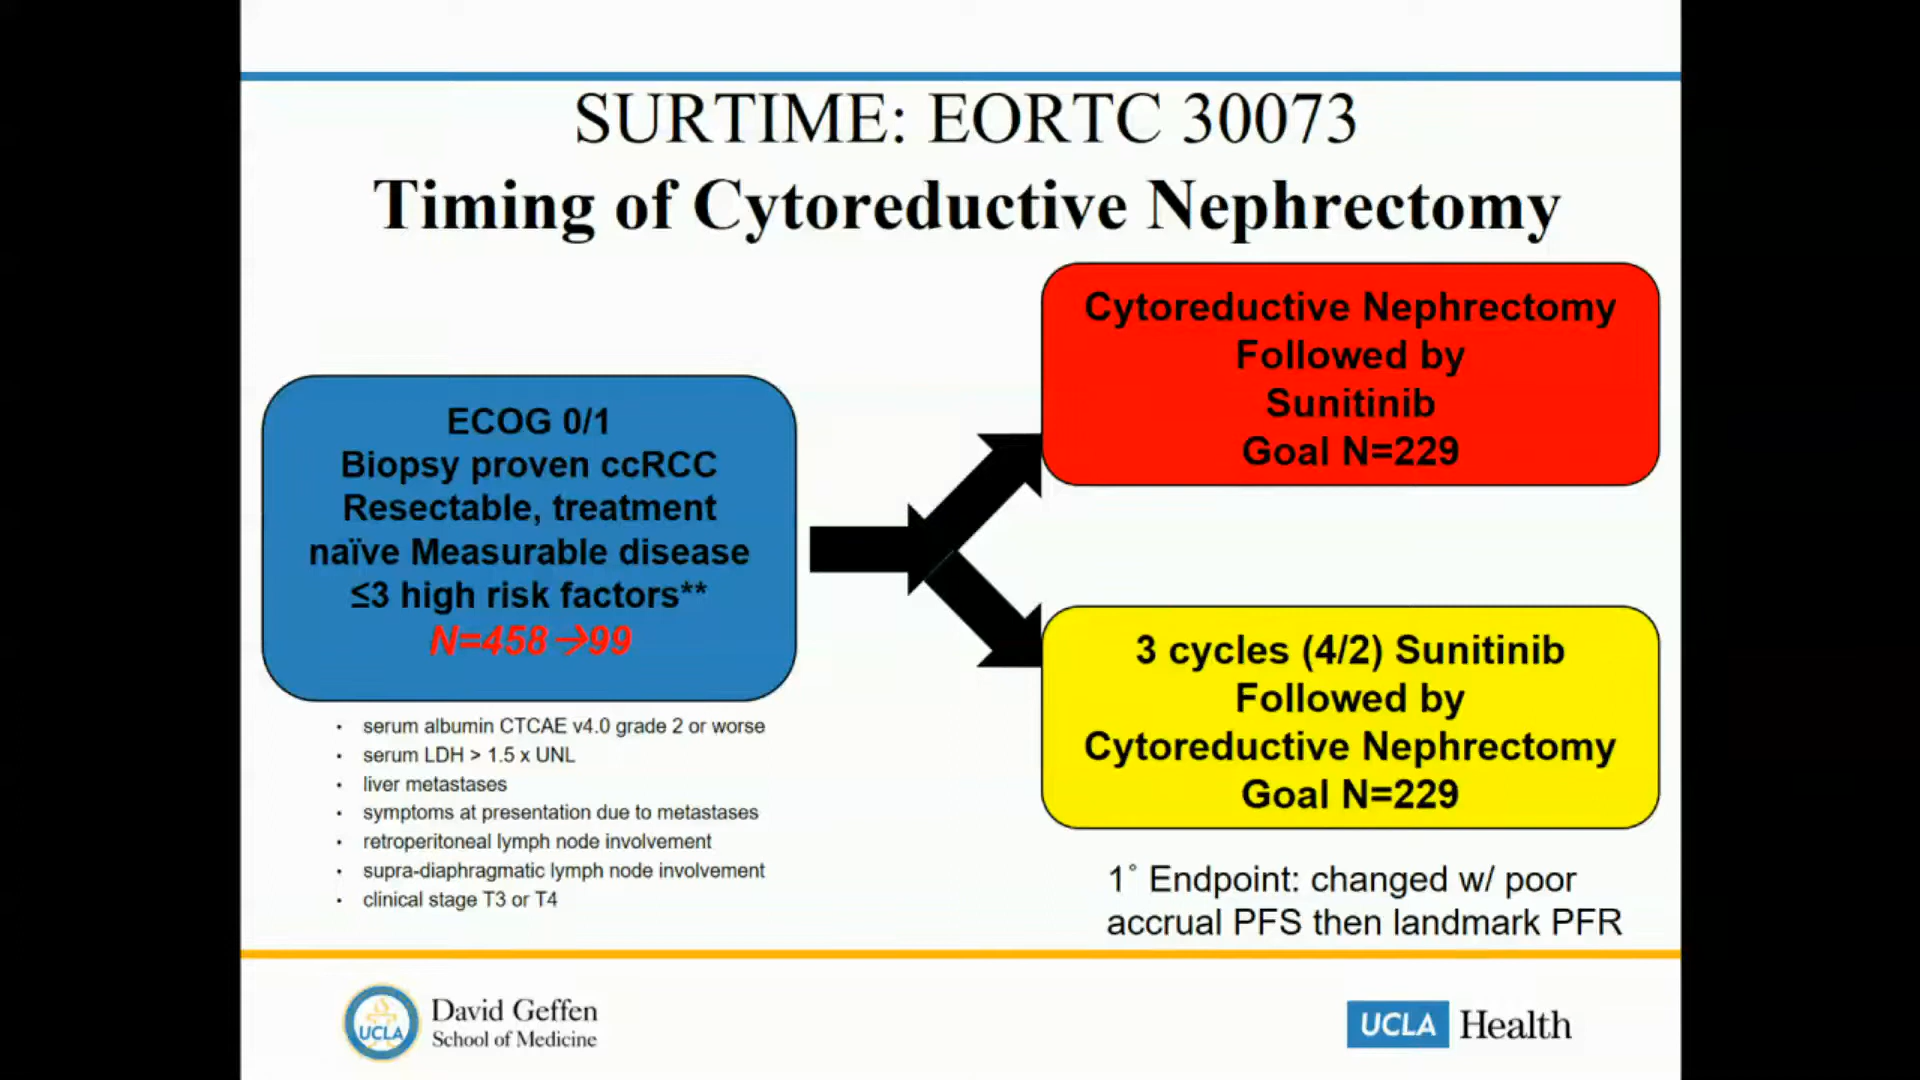 SURTIME: EORTC 30073
Timing of Cytoreductive Nephrectomy
ECOG 0/1
Biopsy proven ccRCC
Resectable, treatment
naïve Measurable disease
≤3 high risk factors**
N=458→99
• serum albumin CTCAE v4.0 grade 2 or worse
• serum LDH > 1.5 x UNL
• liver metastases
• symptoms at presentation due to metastases
• retroperitoneal lymph node involvement
• supra-diaphragmatic lymph node involvement
• clinical stage T3 or T4
Cytoreductive Nephrectomy
Followed by
Sunitinib
Goal N=229
3 cycles (4/2) Sunitinib
Followed by
Cytoreductive Nephrectomy
Goal N=229
1° Endpoint: changed w/ poor
accrual PFS then landmark PFR
UCLA
David Geffen
School of Medicine
UCLA Health